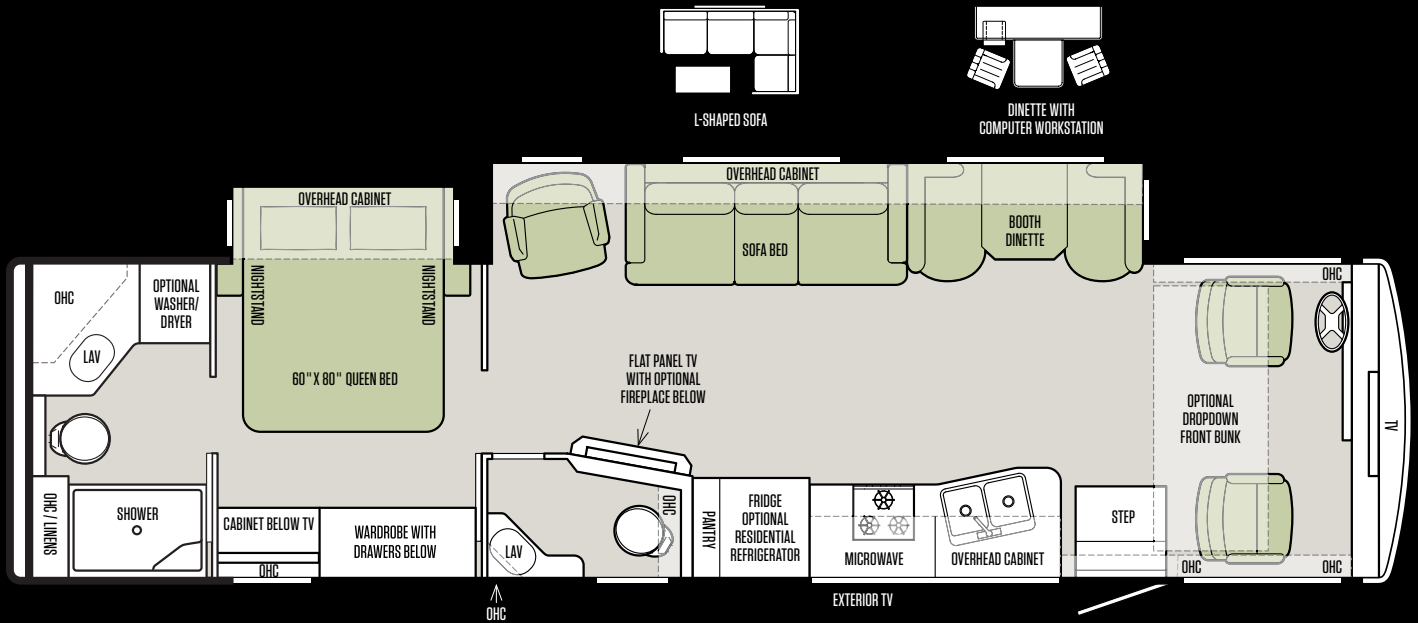 L-SHAPED SOFA
DINETTE WITH
COMPUTER WORKSTATION
OVERHEAD CABINET
OVERHEAD CABINET
BOOTH
DINETTE
SOFA BED
OHC
OPTIONAL
WASHER/
DRYER
NIGHTSTAND
NIGHTSTAND
OHC
LAV
60" X 80" QUEEN BED
FLAT PANEL TV
WITH OPTIONAL
FIREPLACE BELOW
OPTIONAL
DROPDOWN
FRONT BUNK
TV
OHC / LINENS
SHOWER
CABINET BELOW TV
OHC
WARDROBE WITH
DRAWERS BELOW
LAV
OHC
PANTRY
FRIDGE
OPTIONAL
RESIDENTIAL
REFRIGERATOR
MICROWAVE
OVERHEAD CABINET
STEP
OHC
OHC
EXTERIOR TV
OHC